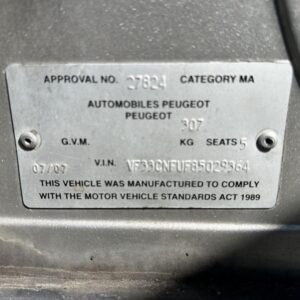 APPROVAL NO. 27824 CATEGORY MA
AUTOMOBILES PEUGEOT
PEUGEOT 307
G.V.M. KG SEATS 5
07/07 V.I.N.
THIS VEHICLE WAS MANUFACTURED TO COMPLY
WITH THE MOTOR VEHICLE STANDARDS ACT 1989